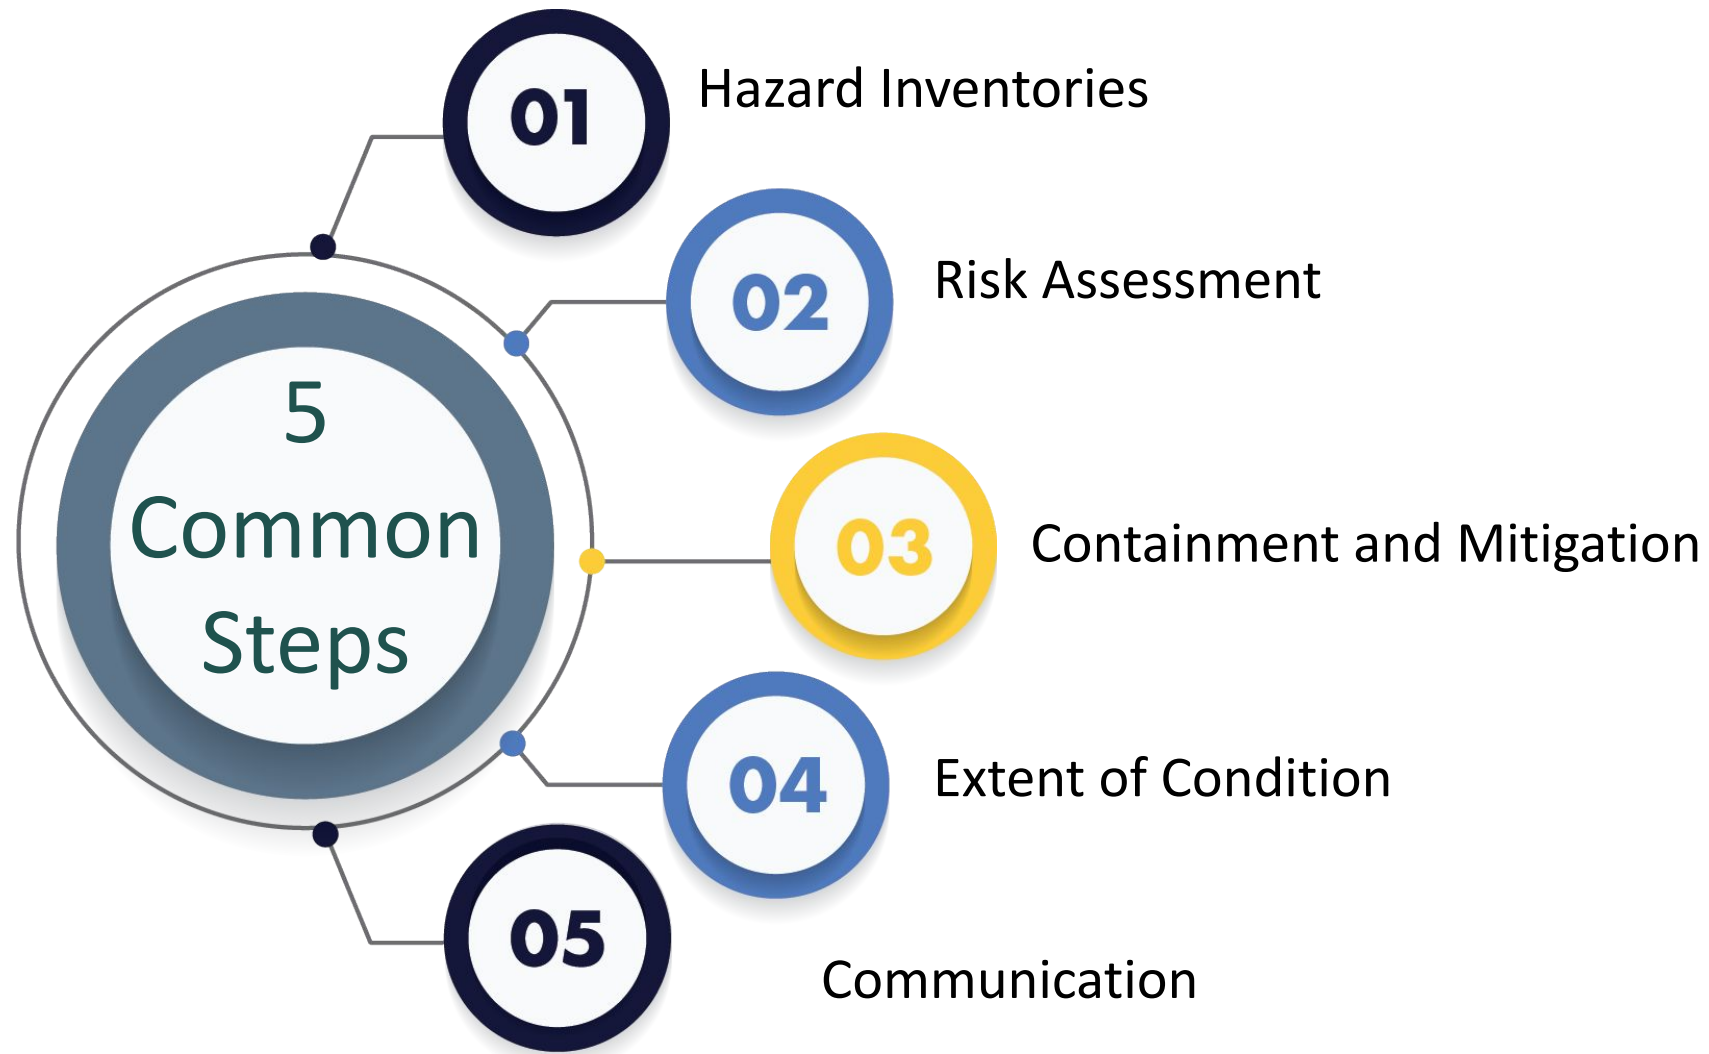 5
Common
Steps
01
Hazard Inventories
02
Risk Assessment
03
Containment and Mitigation
04
Extent of Condition
05
Communication